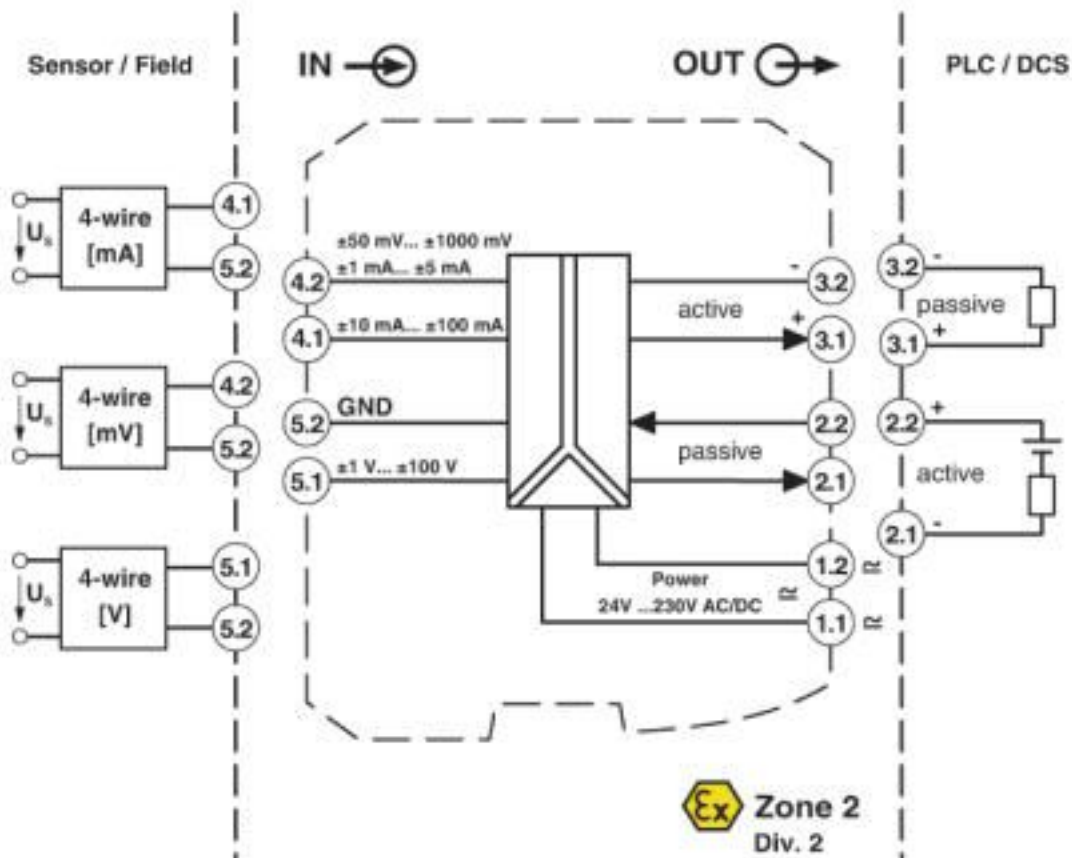 Sensor / Field
IN
OUT
PLC / DCS
4-wire
[mA]
Us
4.1
5.2
4-wire
[mV]
Us
4.2
5.2
4-wire
[V]
Us
5.1
5.2
±50 mV... ±1000 mV
±1 mA... ±5 mA
4.2
±10 mA... ±100 mA
4.1
GND
5.2
±1 V... ±100 V
5.1
-
3.2
active
+
3.1
2.2
passive
2.1
1.2 ≂
Power
24V ...230V AC/DC ≂
1.1 ≂
3.2 -
passive
3.1 +
2.2 +
active
2.1 -
Ex Zone 2
Div. 2